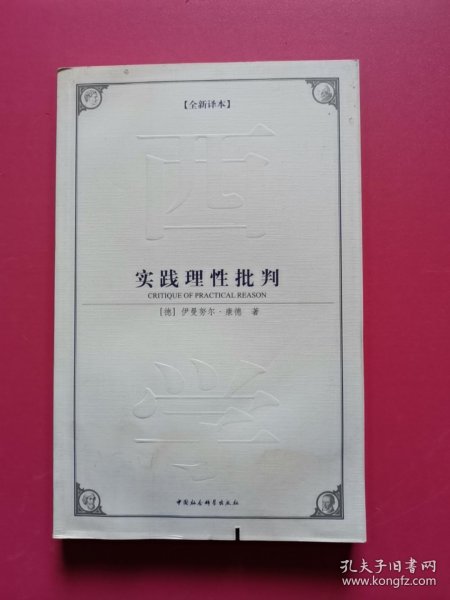 【全新译本】
西
实践理性批判
CRITIQUE OF PRACTICAL REASON
[德] 伊曼努尔·康德 著
学
中国社会科学出版社
孔夫子旧书网
www.kongfz.com